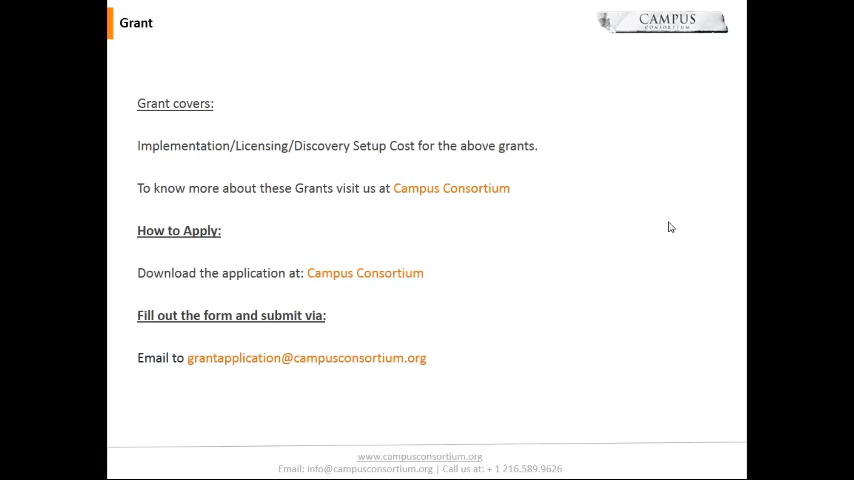 Grant
CAMPUS
CONSORTIUM
Grant covers:
Implementation/Licensing/Discovery Setup Cost for the above grants.
To know more about these Grants visit us at Campus Consortium
How to Apply:
Download the application at: Campus Consortium
Fill out the form and submit via:
Email to grantapplication@campusconsortium.org
www.campusconsortium.org
Email: info@campusconsortium.org | Call us at: + 1 216.589.9626